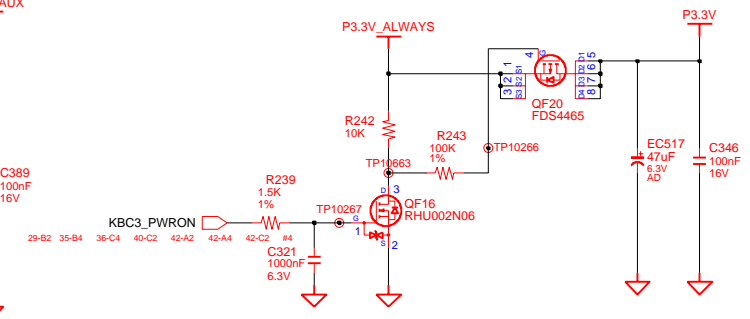 AUX
P3.3V_ALWAYS
P3.3V
4
G
1
2
3
S1
S2
S3
D1
D2
D3
D4
5
6
7
8
QF20
FDS4465
R242
10K
R243
100K
1%
TP10266
TP10663
EC517
47uF
6.3V
AD
C346
100nF
16V
C389
100nF
16V
R239
1.5K
1%
TP10267
D
3
QF16
RHU002N06
G
1
S
2
KBC3_PWRON
29-B2 35-B4 36-C4 40-C2 42-A2 42-A4 42-C2 #4
C321
1000nF
6.3V